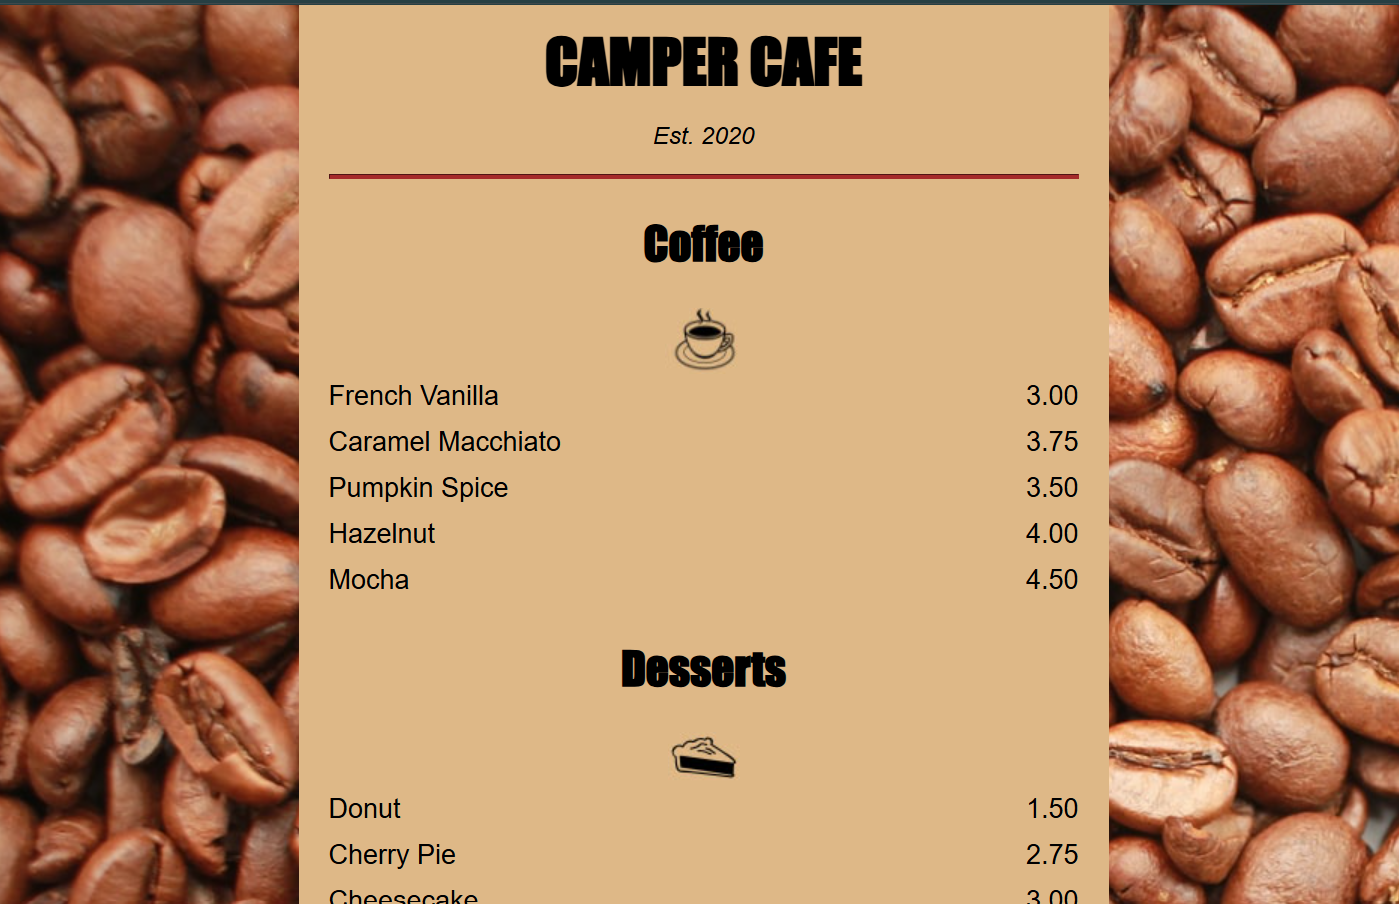 CAMPER CAFE
Est. 2020
Coffee
French Vanilla 3.00
Caramel Macchiato 3.75
Pumpkin Spice 3.50
Hazelnut 4.00
Mocha 4.50
Desserts
Donut 1.50
Cherry Pie 2.75
Cheesecake 3.00